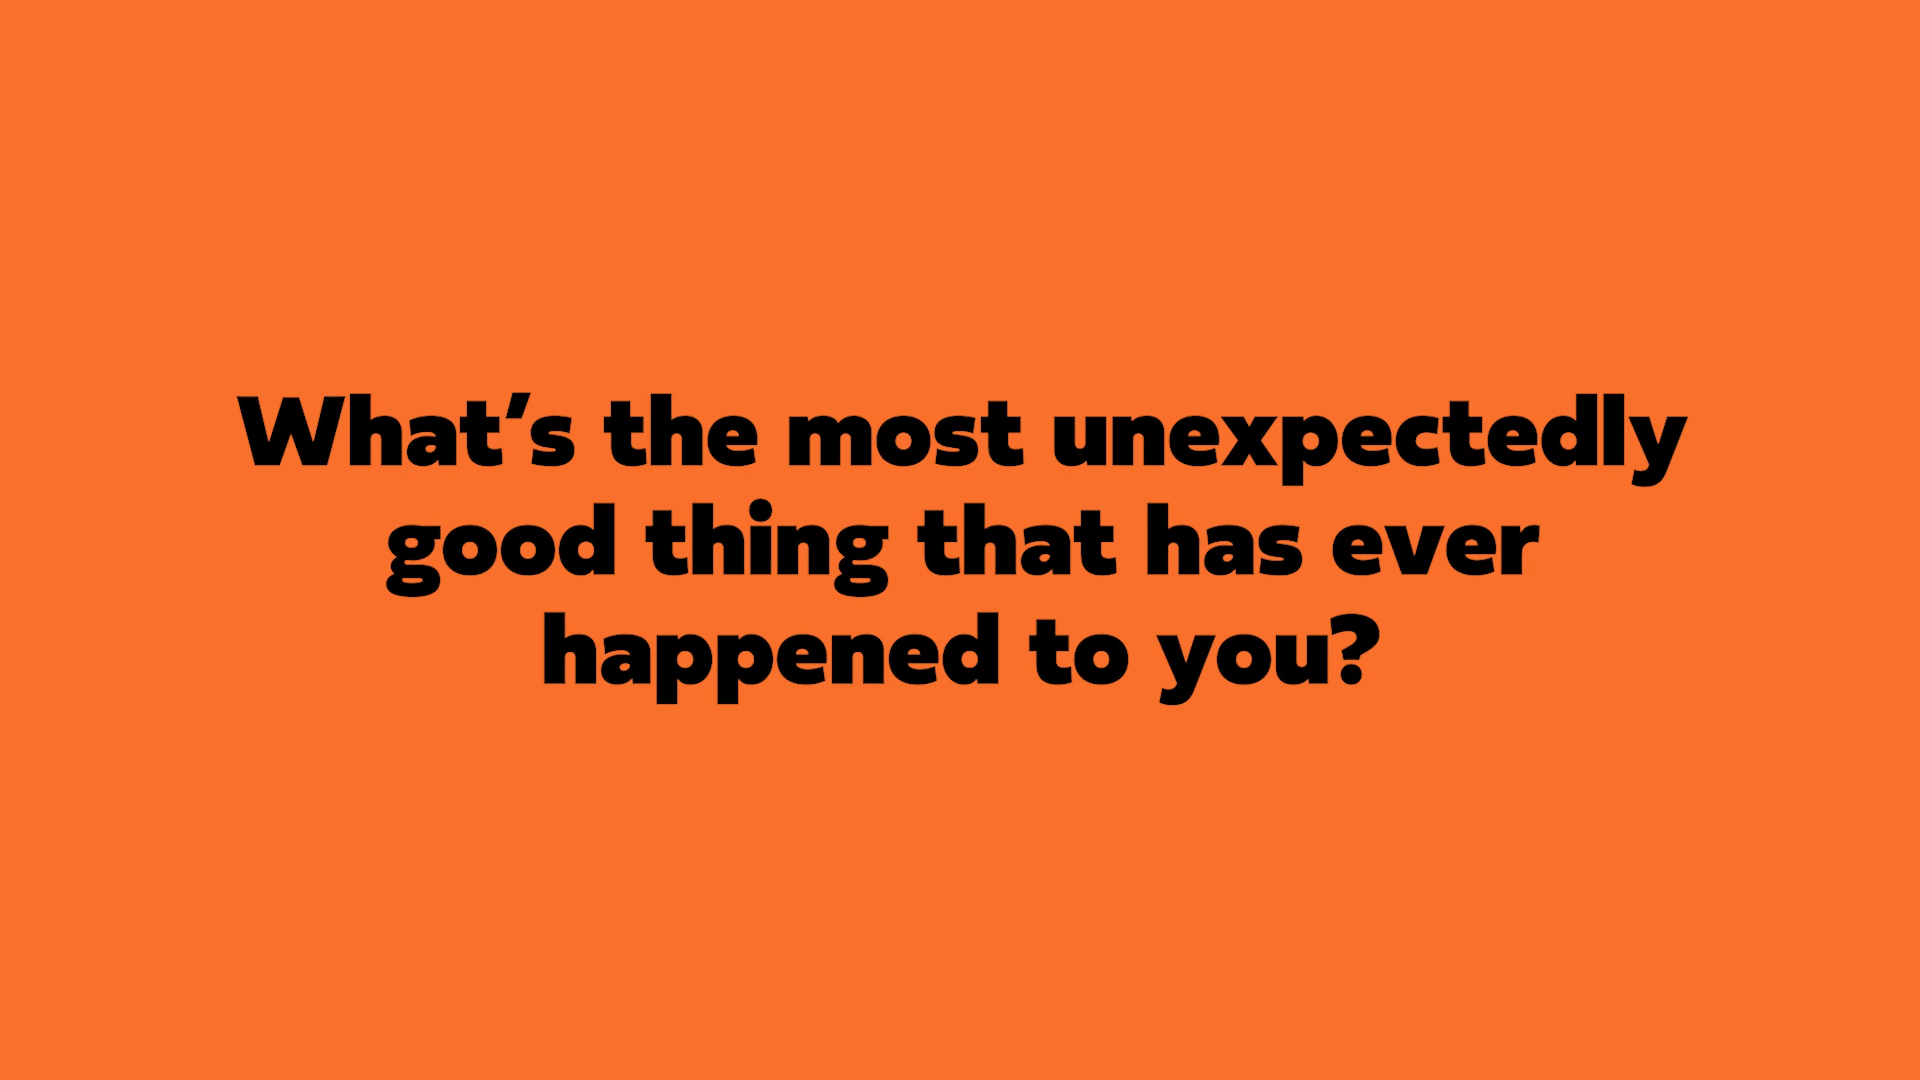 What’s the most unexpectedly
good thing that has ever
happened to you?